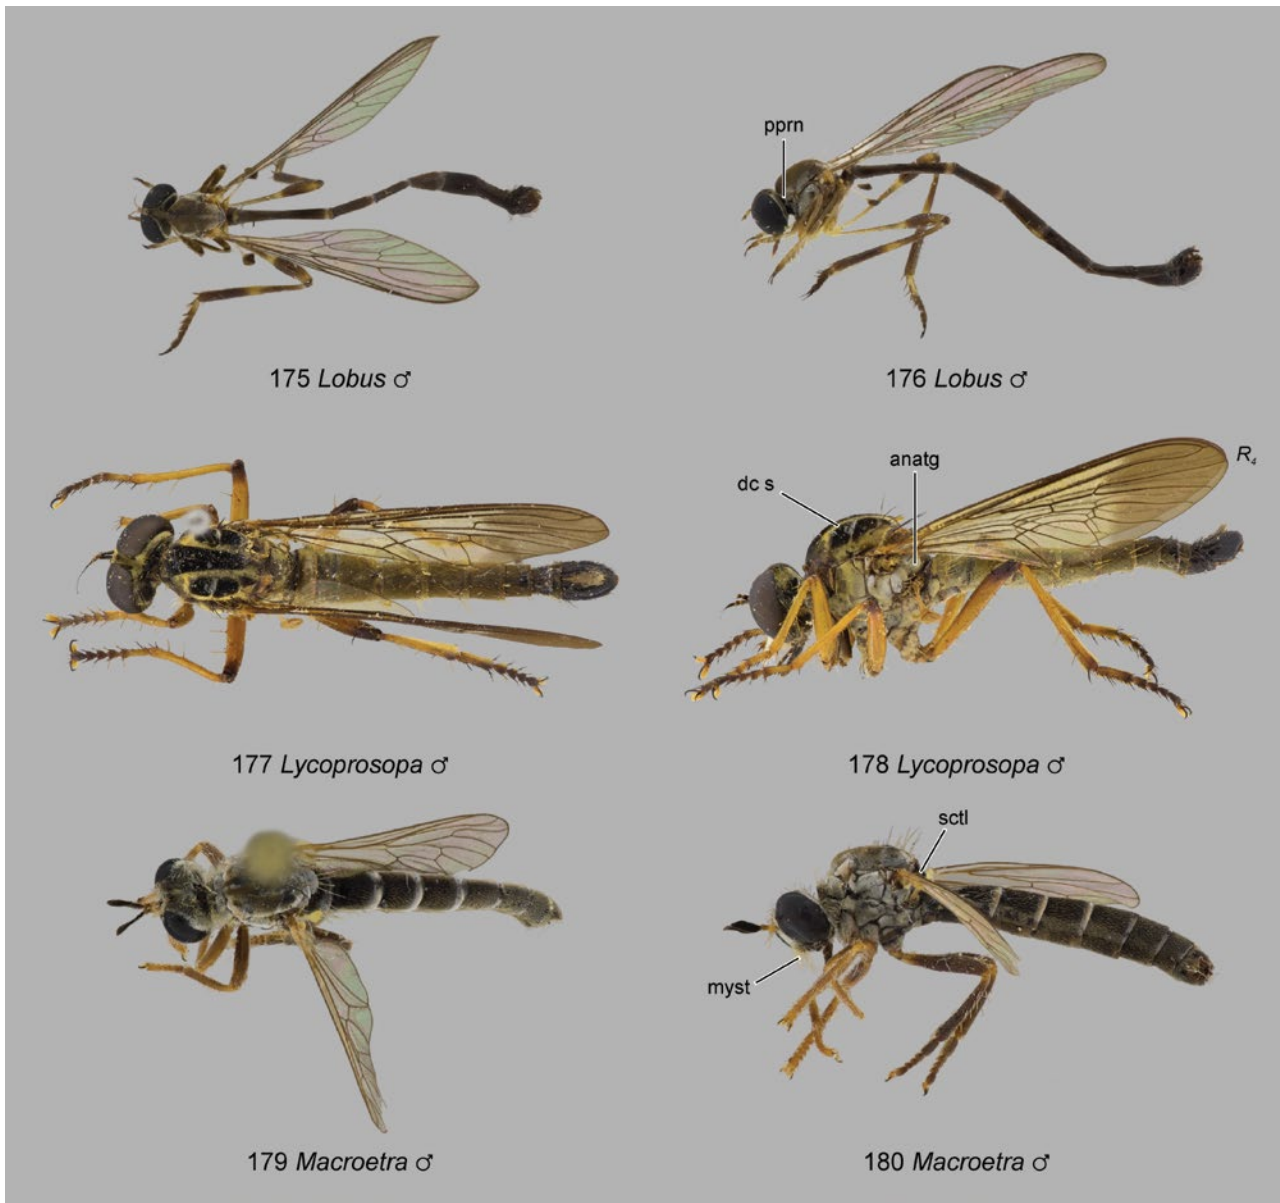 pprn
175 Lobus ♂
176 Lobus ♂
dc s
anatg
R₄
177 Lycoprosopa ♂
178 Lycoprosopa ♂
sctl
myst
179 Macroetra ♂
180 Macroetra ♂